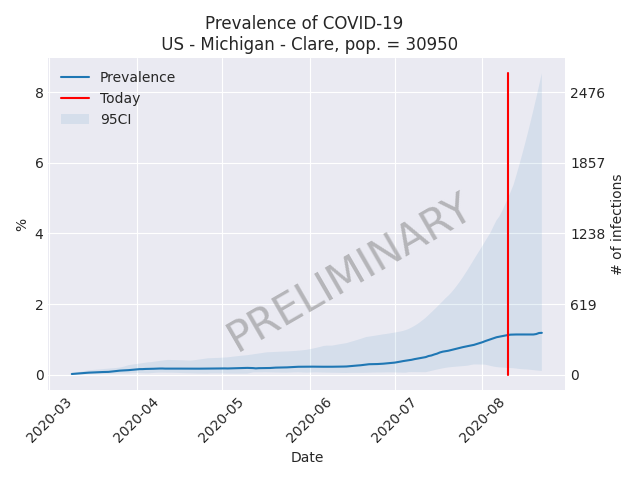 Prevalence of COVID-19
US - Michigan - Clare, pop. = 30950
Prevalence
Today
95CI
8
6
4
2
0
%
2476
1857
1238
619
0
# of infections
PRELIMINARY
2020-03
2020-04
2020-05
2020-06
2020-07
2020-08
Date